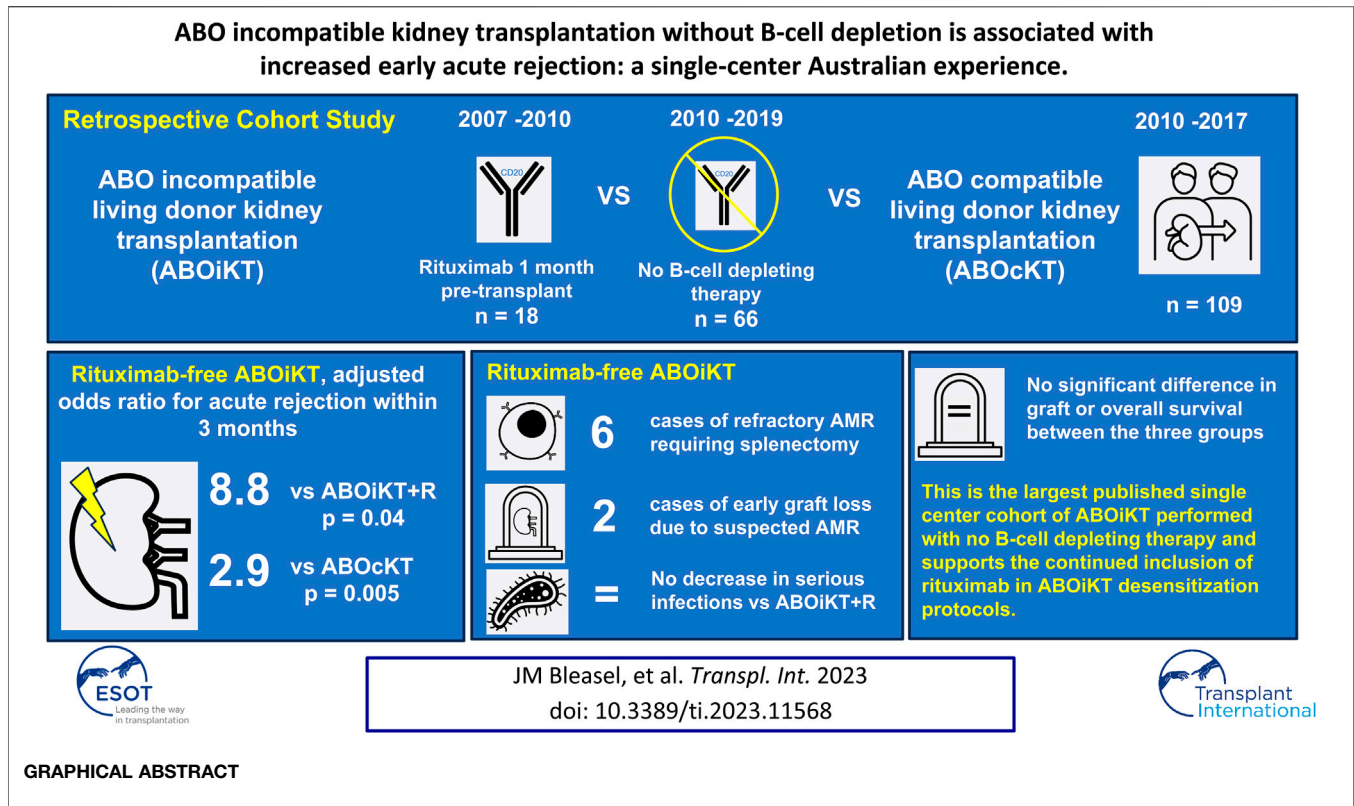 ABO incompatible kidney transplantation without B-cell depletion is associated with
increased early acute rejection: a single-center Australian experience.
Retrospective Cohort Study
ABO incompatible
living donor kidney
transplantation
(ABOiKT)
2007 -2010
CD20
Rituximab 1 month
pre-transplant
n = 18
VS
2010 -2019
CD20
No B-cell depleting
therapy
n = 66
VS
ABO compatible
living donor kidney
transplantation
(ABOcKT)
2010 -2017
n = 109
Rituximab-free ABOiKT, adjusted
odds ratio for acute rejection within
3 months
8.8 vs ABOiKT+R
p = 0.04
2.9 vs ABOcKT
p = 0.005
Rituximab-free ABOiKT
6 cases of refractory AMR
requiring splenectomy
2 cases of early graft loss
due to suspected AMR
= No decrease in serious
infections vs ABOiKT+R
=
No significant difference in
graft or overall survival
between the three groups
This is the largest published single
center cohort of ABOiKT performed
with no B-cell depleting therapy and
supports the continued inclusion of
rituximab in ABOiKT desensitization
protocols.
ESOT
Leading the way
in transplantation
JM Bleasel, et al. Transpl. Int. 2023
doi: 10.3389/ti.2023.11568
Transplant
International
GRAPHICAL ABSTRACT